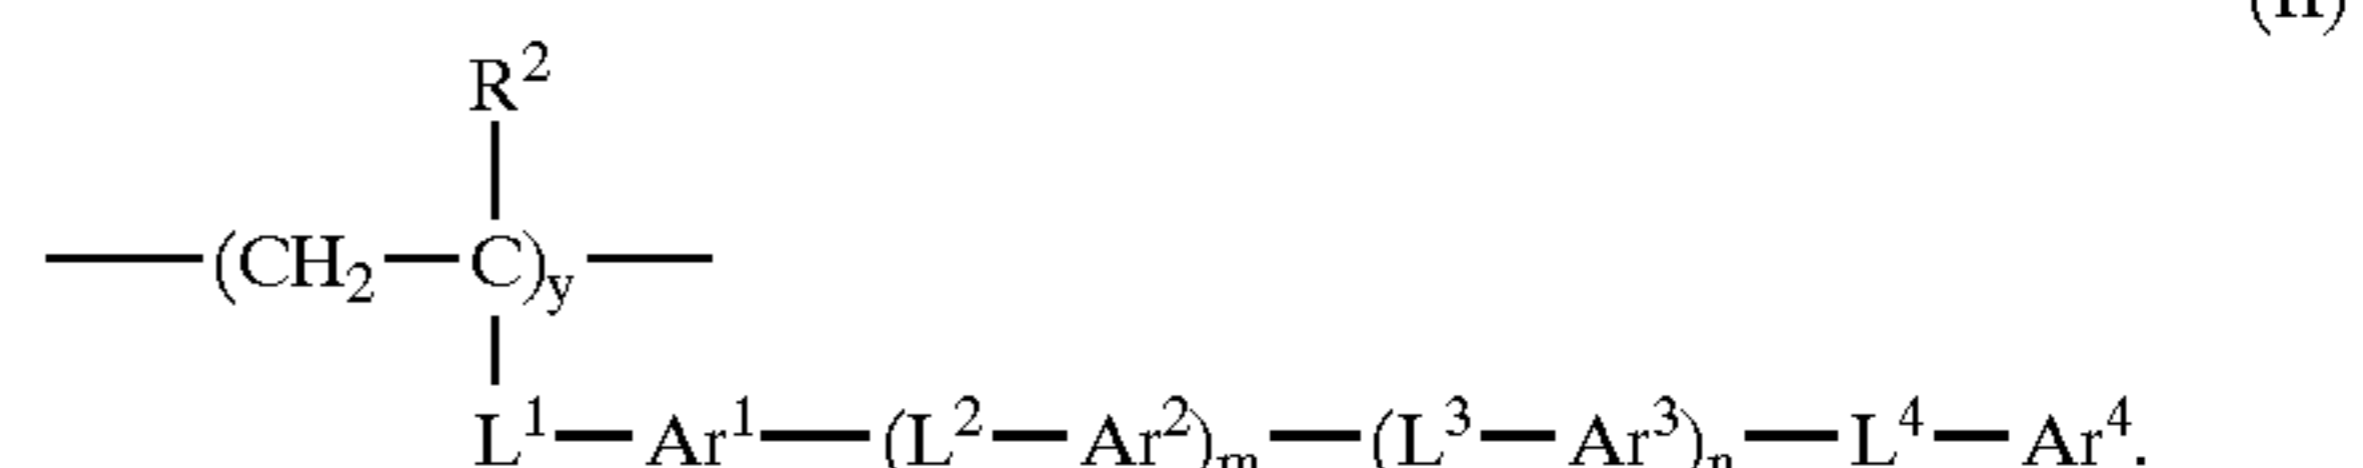 (II)
R²
—(CH₂—C)y—
L¹—Ar¹—(L²—Ar²)m—(L³—Ar³)n—L⁴—Ar⁴.